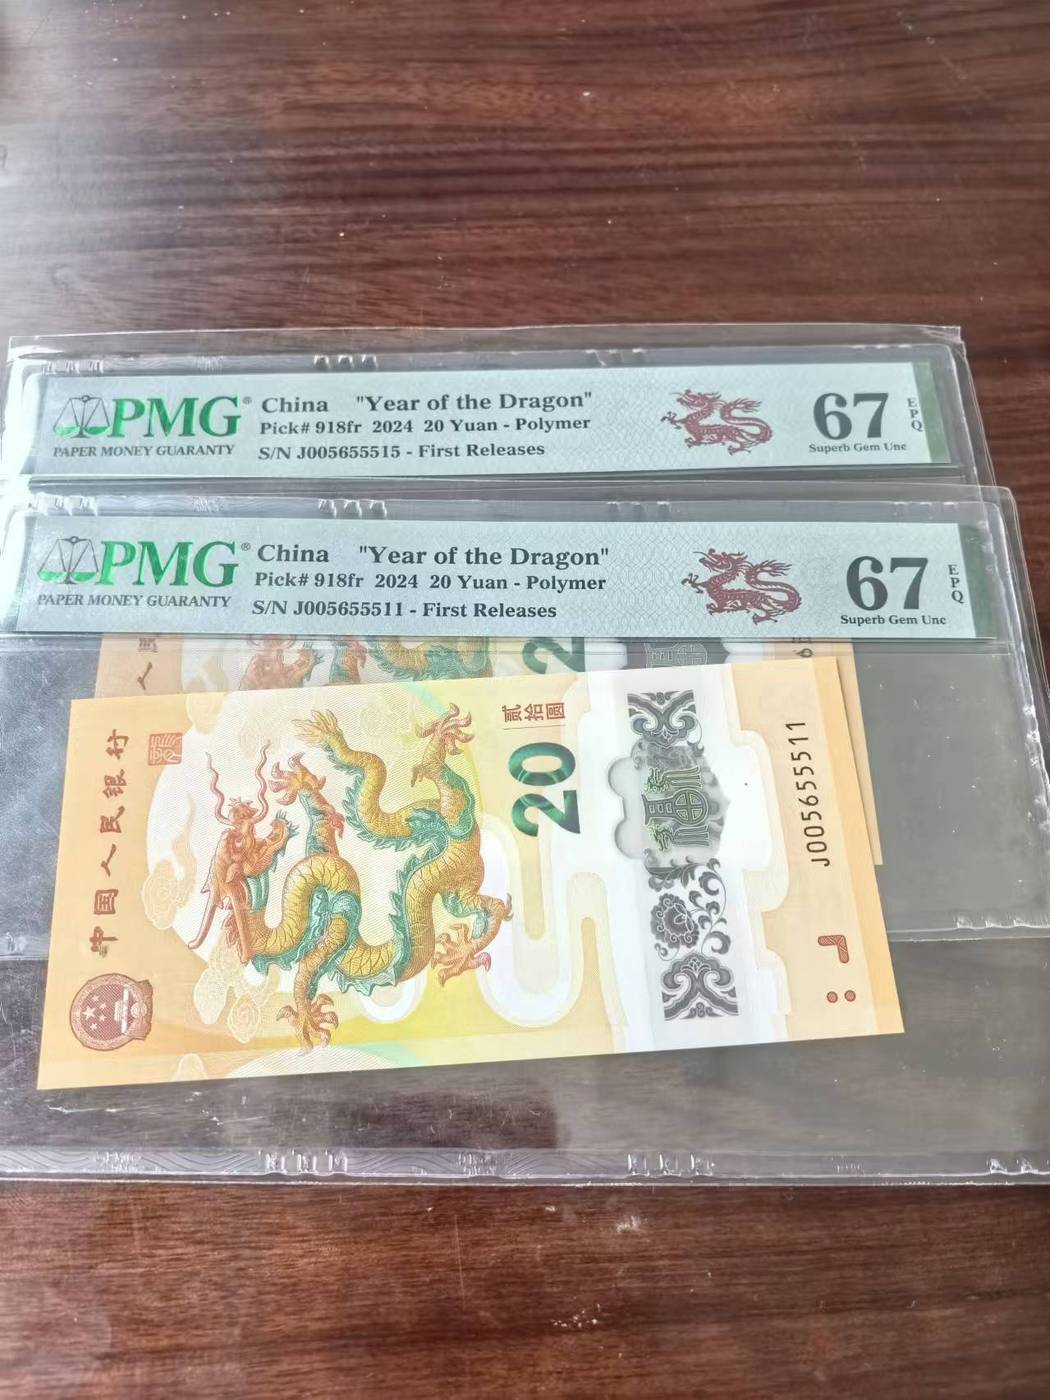 PMG®
PAPER MONEY GUARANTY
China "Year of the Dragon"
Pick# 918fr 2024 20 Yuan - Polymer
S/N J005655515 - First Releases
67
EPQ
Superb Gem Unc
PMG®
PAPER MONEY GUARANTY
China "Year of the Dragon"
Pick# 918fr 2024 20 Yuan - Polymer
S/N J005655511 - First Releases
67
EPQ
Superb Gem Unc
中国人民银行
贰拾圆
20
福
J005655511